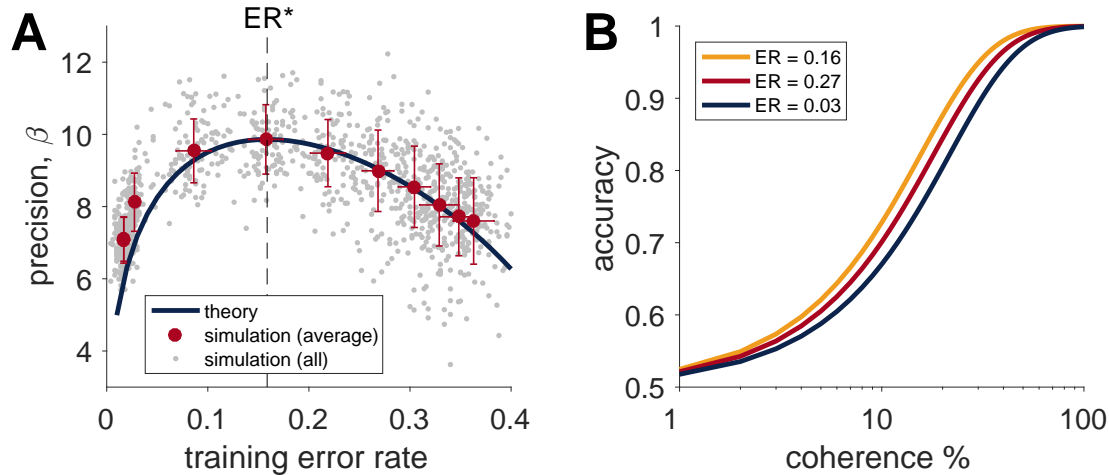 A
ER*
12
10
8
6
4
precision, β
theory
simulation (average)
simulation (all)
0
0.1
0.2
0.3
0.4
training error rate
B
1
0.9
0.8
0.7
0.6
0.5
accuracy
ER = 0.16
ER = 0.27
ER = 0.03
1
10
100
coherence %